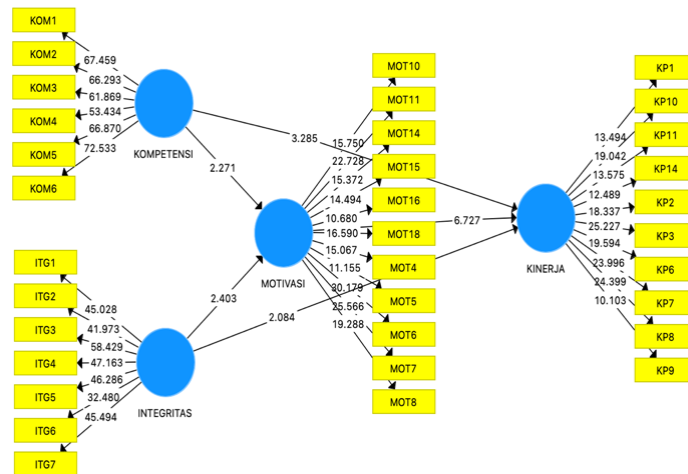 KOM1
KOM2
KOM3
KOM4
KOM5
KOM6
67.459
66.293
61.869
53.434
66.870
72.533
KOMPETENSI
ITG1
ITG2
ITG3
ITG4
ITG5
ITG6
ITG7
45.028
41.973
58.429
47.163
46.286
32.480
45.494
INTEGRITAS
2.271
2.403
3.285
2.084
6.727
MOTIVASI
15.750
22.728
15.372
14.494
10.680
16.590
15.067
11.155
30.179
25.566
19.288
MOT10
MOT11
MOT14
MOT15
MOT16
MOT18
MOT4
MOT5
MOT6
MOT7
MOT8
KINERJA
13.494
19.042
13.575
12.489
18.337
25.227
19.594
23.996
24.399
10.103
KP1
KP10
KP11
KP14
KP2
KP3
KP6
KP7
KP8
KP9